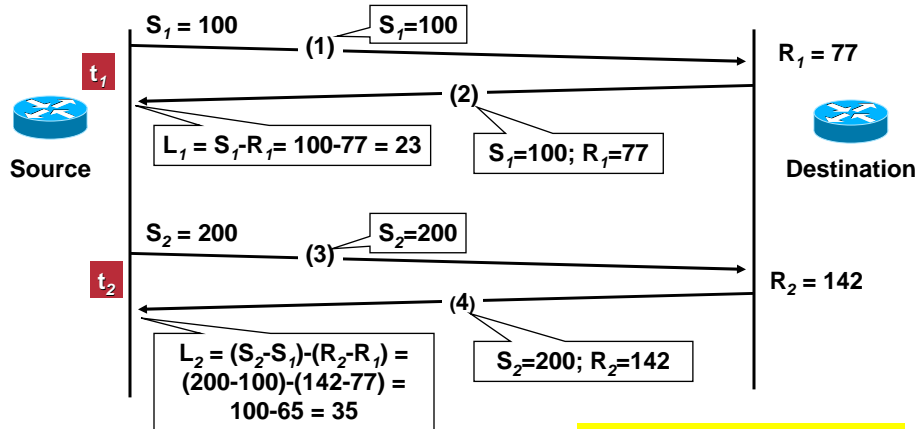 S1 = 100
(1)
S1=100
R1 = 77
t1
(2)
L1 = S1-R1= 100-77 = 23
S1=100; R1=77
Source
Destination
S2 = 200
(3)
S2=200
t2
R2 = 142
(4)
L2 = (S2-S1)-(R2-R1) =
(200-100)-(142-77) =
100-65 = 35
S2=200; R2=142